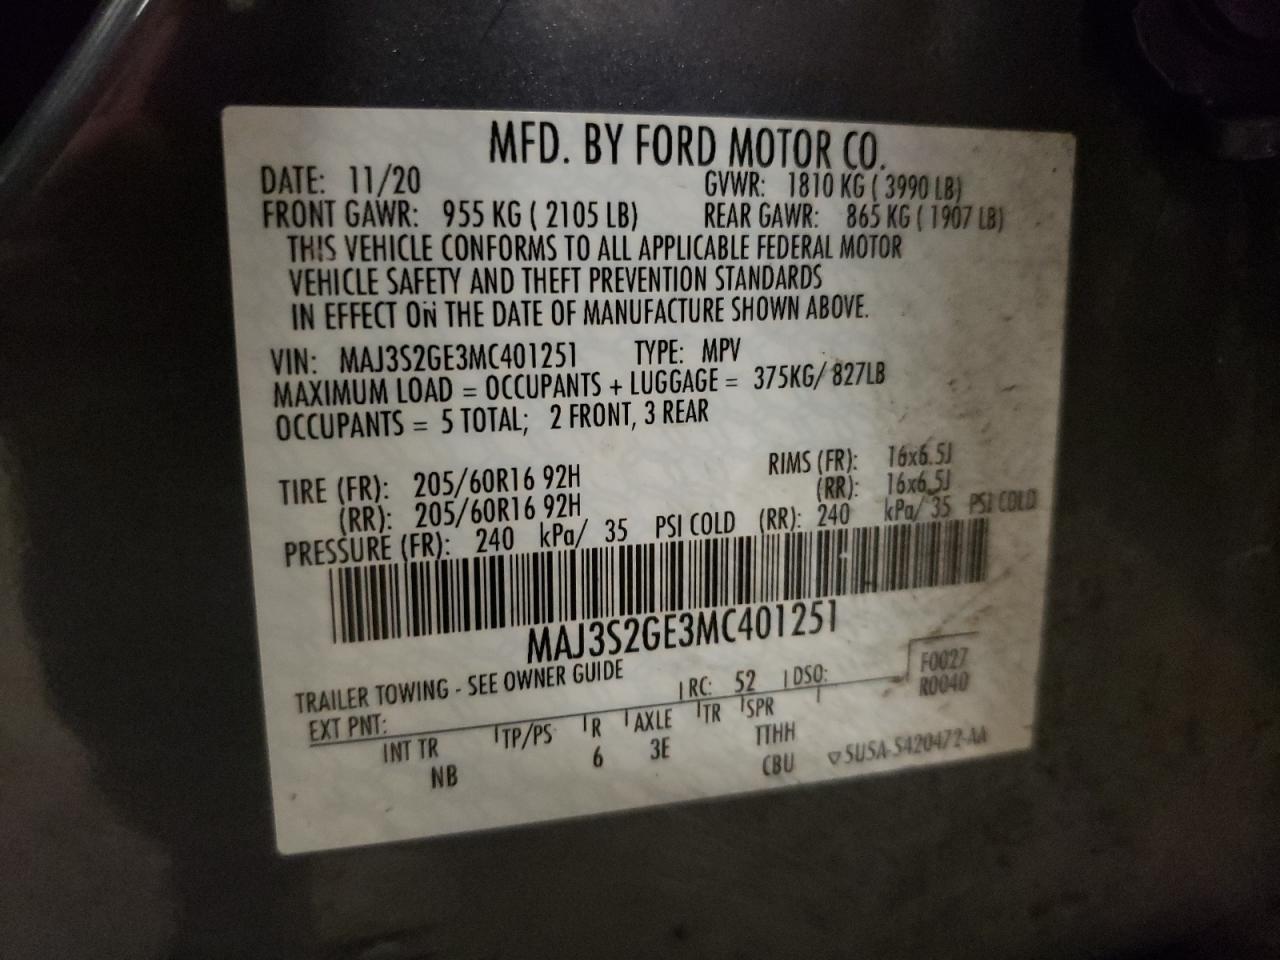 MFD. BY FORD MOTOR CO.
DATE: 11/20 GVWR: 1810 KG ( 3990 LB)
FRONT GAWR: 955 KG ( 2105 LB) REAR GAWR: 865 KG ( 1907 LB)
THIS VEHICLE CONFORMS TO ALL APPLICABLE FEDERAL MOTOR
VEHICLE SAFETY AND THEFT PREVENTION STANDARDS
IN EFFECT ON THE DATE OF MANUFACTURE SHOWN ABOVE.
VIN: MAJ3S2GE3MC401251 TYPE: MPV
MAXIMUM LOAD = OCCUPANTS + LUGGAGE = 375KG/ 827LB
OCCUPANTS = 5 TOTAL; 2 FRONT, 3 REAR
TIRE (FR): 205/60R16 92H RIMS (FR): 16x6.5J
(RR): 205/60R16 92H (RR): 16x6.5J
PRESSURE (FR): 240 kPa/ 35 PSI COLD (RR): 240 kPa/ 35 PSI COLD
MAJ3S2GE3MC401251
TRAILER TOWING - SEE OWNER GUIDE
EXT PNT: RC: 52 DSO: F0027
R0040
INT TR TP/PS R AXLE TR SPR
NB 6 3E TTHH
CBU ▽5U5A-5420472-AA